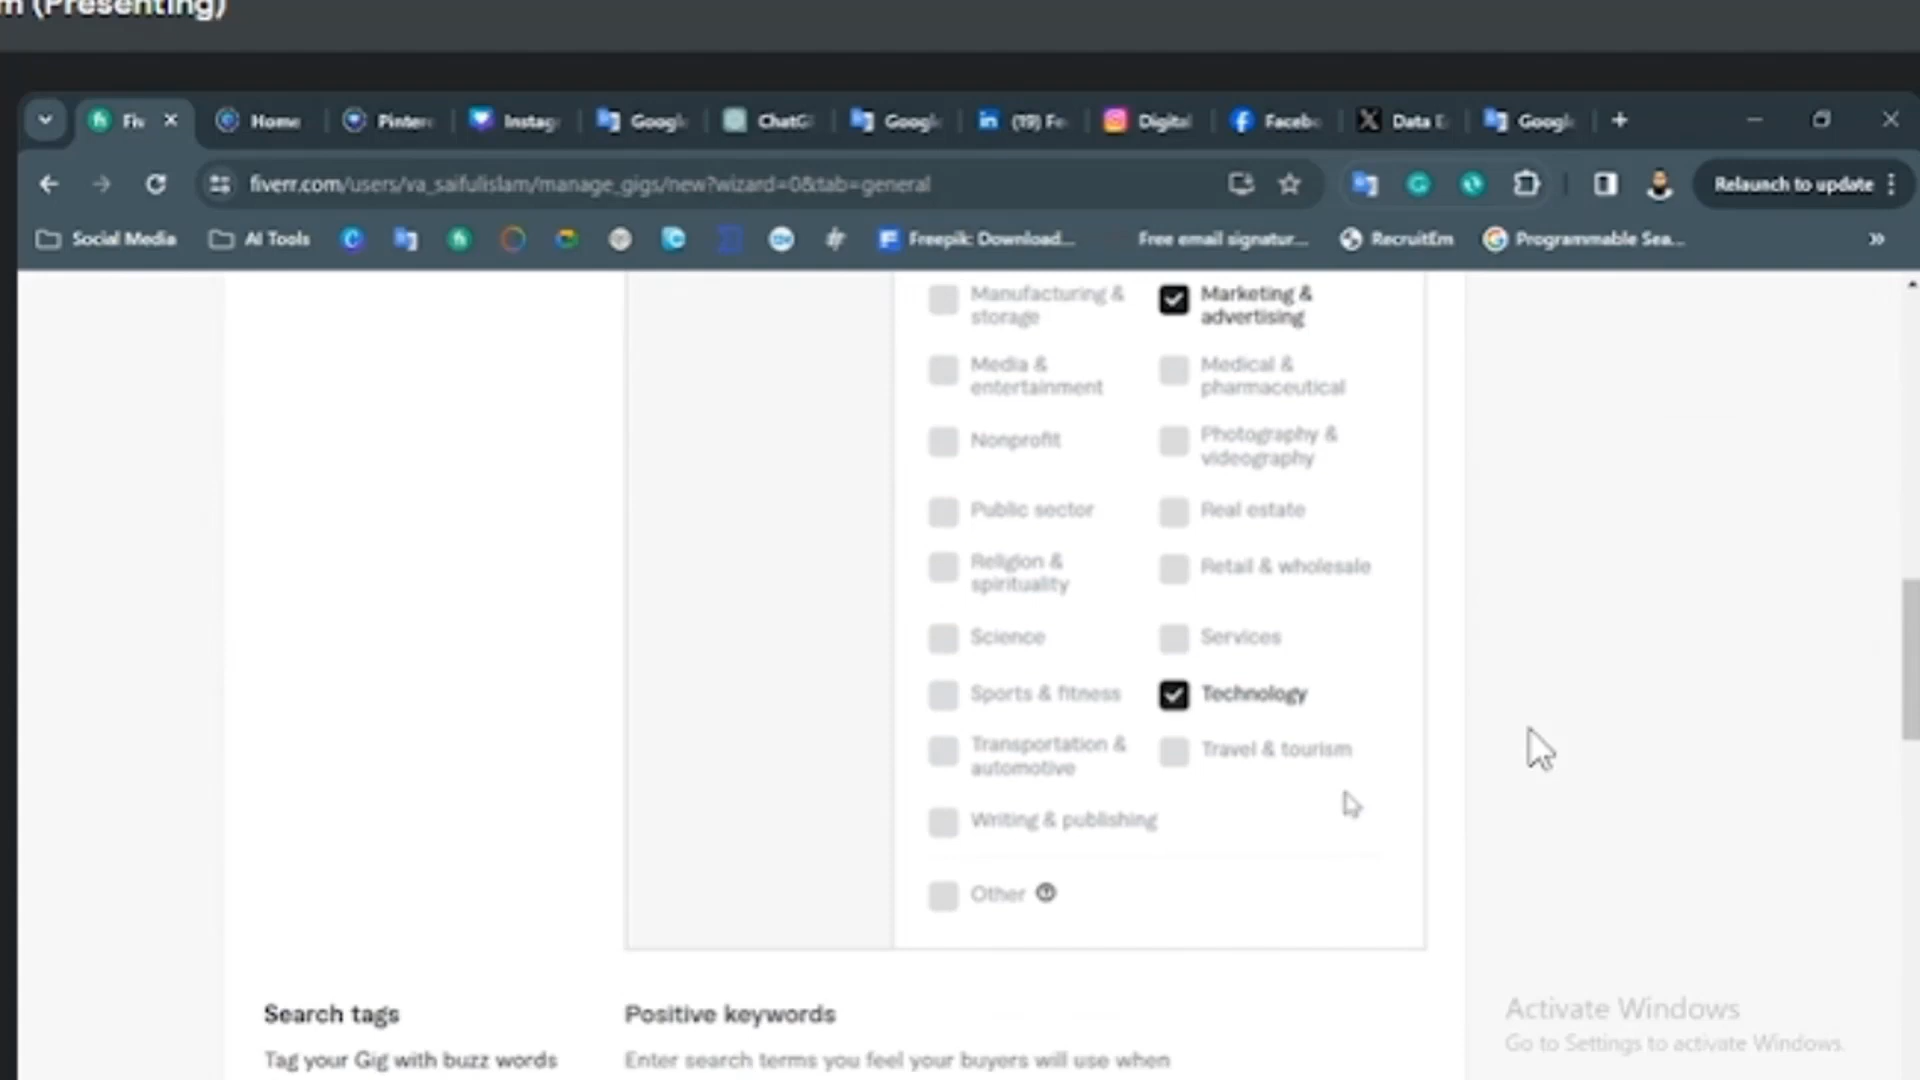 (Presenting)
Fiv
Home
Pinter
Instag
Googl
ChatG
Googl
(19) Fe
Digital
Facebo
Data E
Googl
fiverr.com/users/va_saifulislam/manage_gigs/new?wizard=0&tab=general
Relaunch to update
Social Media
AI Tools
Freepik: Download...
Free email signatur...
RecruitEm
Programmable Sea...
Manufacturing &
storage
Marketing &
advertising
Media &
entertainment
Medical &
pharmaceutical
Nonprofit
Photography &
videography
Public sector
Real estate
Religion &
spirituality
Retail & wholesale
Science
Services
Sports & fitness
Technology
Transportation &
automotive
Travel & tourism
Writing & publishing
Other
Search tags
Positive keywords
Tag your Gig with buzz words
Enter search terms you feel your buyers will use when
Activate Windows
Go to Settings to activate Windows.